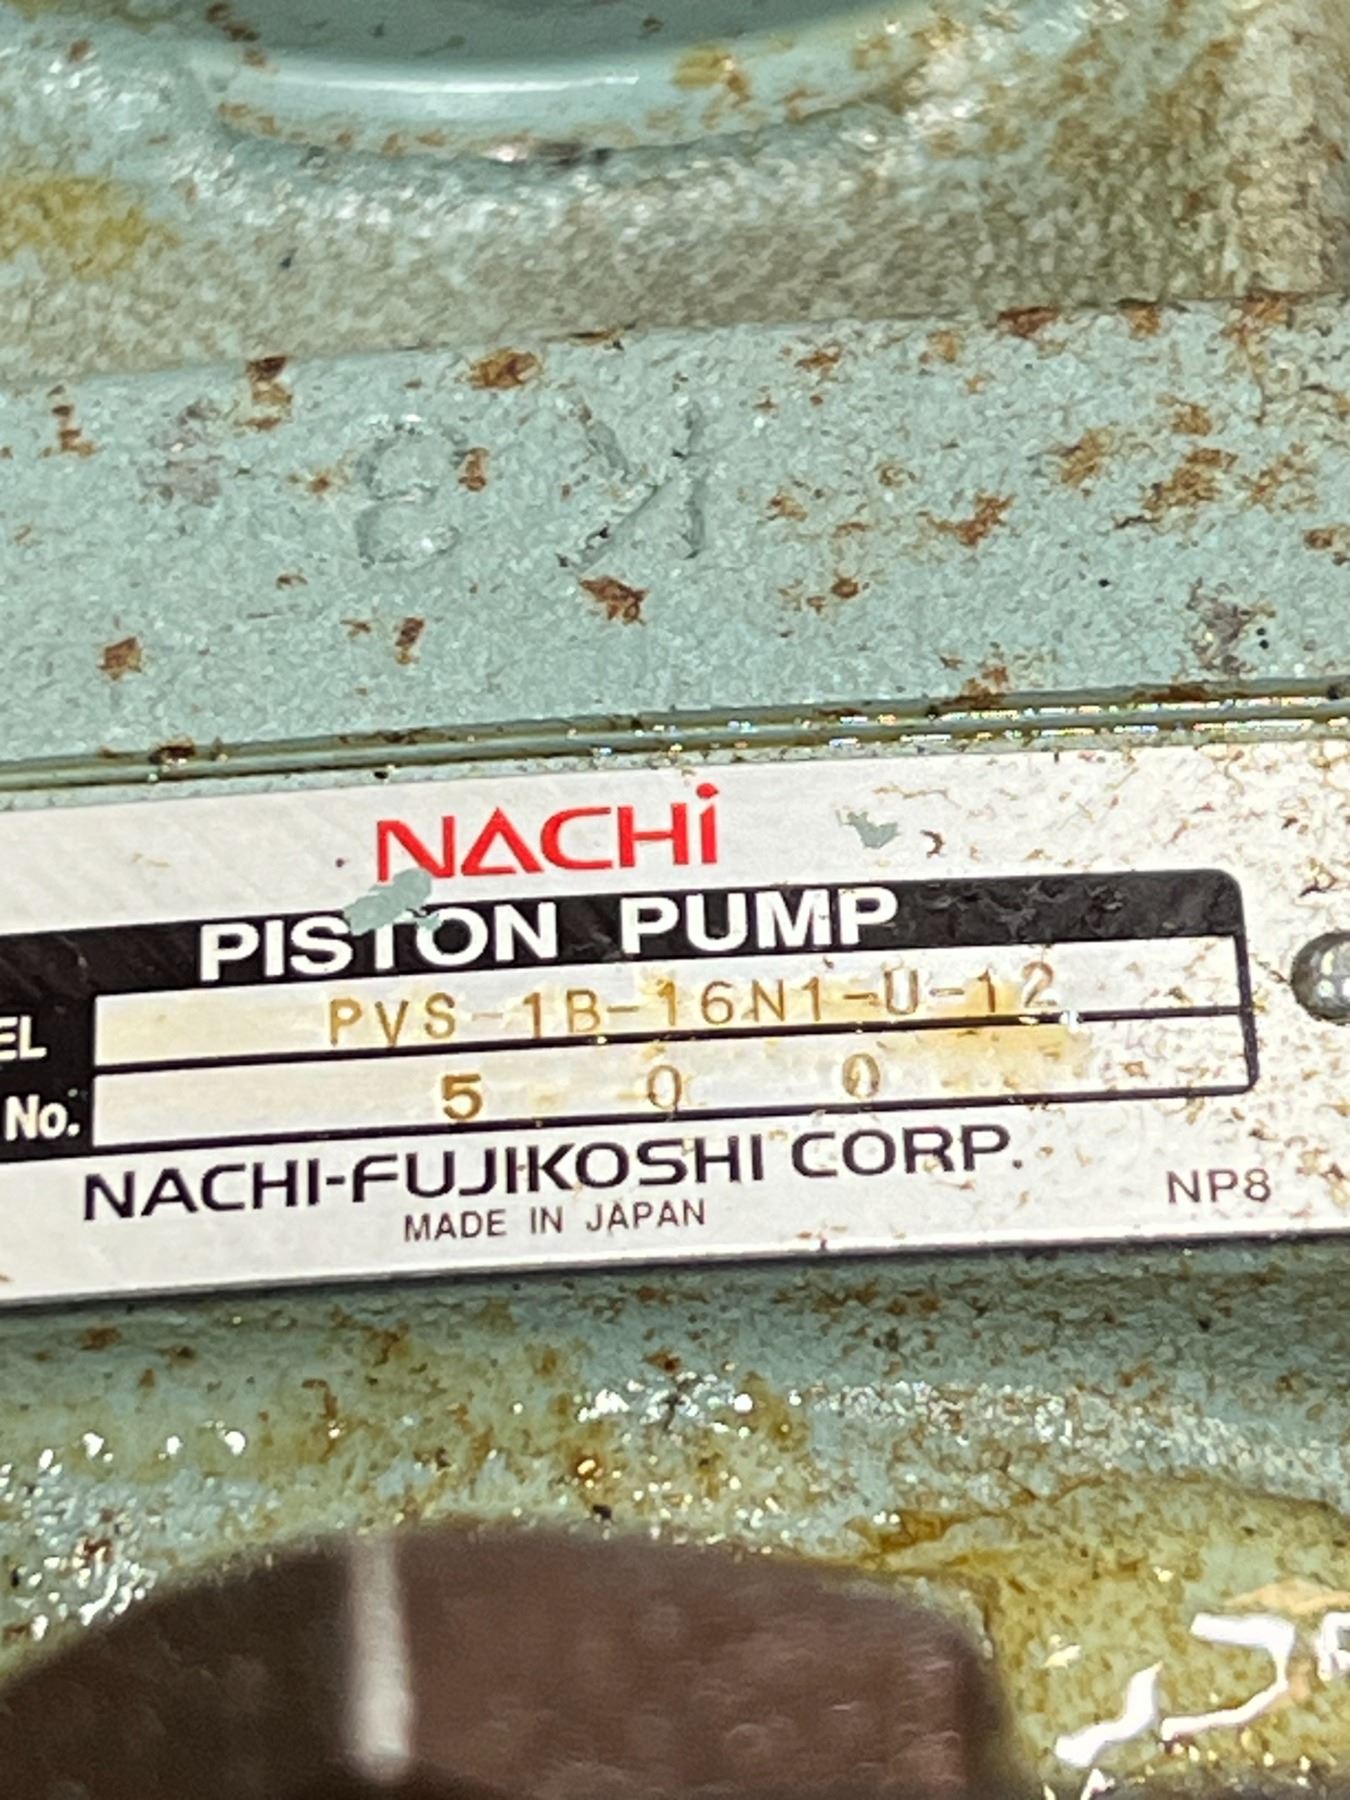 NACHi
PISTON PUMP
EL PVS-1B-16N1-U-12
No. 5 0 0
NACHI-FUJIKOSHI CORP.
MADE IN JAPAN
NP8